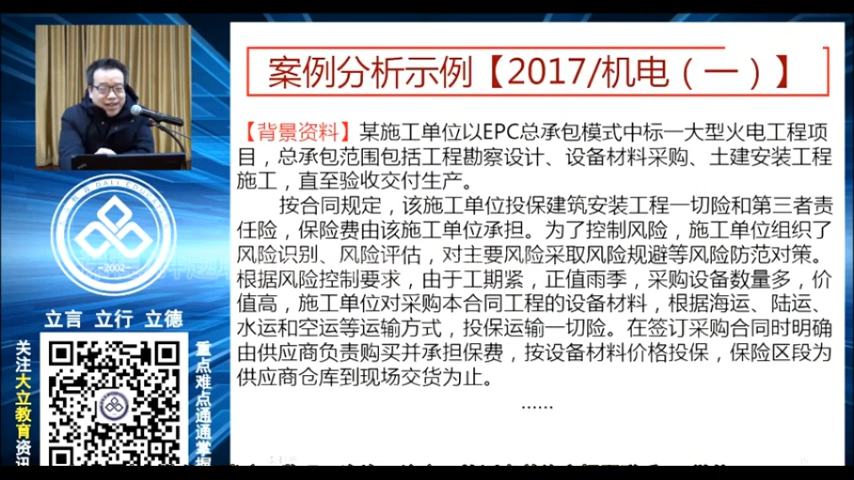 案例分析示例【2017/机电（一）】
【背景资料】某施工单位以EPC总承包模式中标一大型火电工程项
目，总承包范围包括工程勘察设计、设备材料采购、土建安装工程
施工，直至验收交付生产。
按合同规定，该施工单位投保建筑安装工程一切险和第三者责
任险，保险费由该施工单位承担。为了控制风险，施工单位组织了
风险识别、风险评估，对主要风险采取风险规避等风险防范对策。
根据风险控制要求，由于工期紧，正值雨季，采购设备数量多，价
值高，施工单位对采购本合同工程的设备材料，根据海运、陆运、
水运和空运等运输方式，投保运输一切险。在签订采购合同时明确
由供应商负责购买并承担保费，按设备材料价格投保，保险区段为
供应商仓库到现场交货为止。
……
2002
立言 立行 立德
关注大立教育资讯
重点难点通通掌握